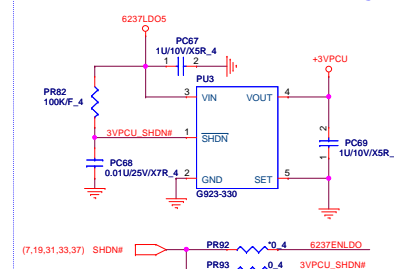 6237LDO5
PC67
1U/10V/X5R_4
1 2
+3VPCU
PR82
100K/F_4
PU3
3 VIN VOUT 4
3VPCU_SHDN# 1 SHDN
PC68
0.01U/25V/X7R_4
2 GND SET 5
G923-330
2
1
PC69
1U/10V/X5R_
(7,19,31,33,37) SHDN#
PR92 *0_4 6237ENLDO
PR93 0_4 3VPCU_SHDN#